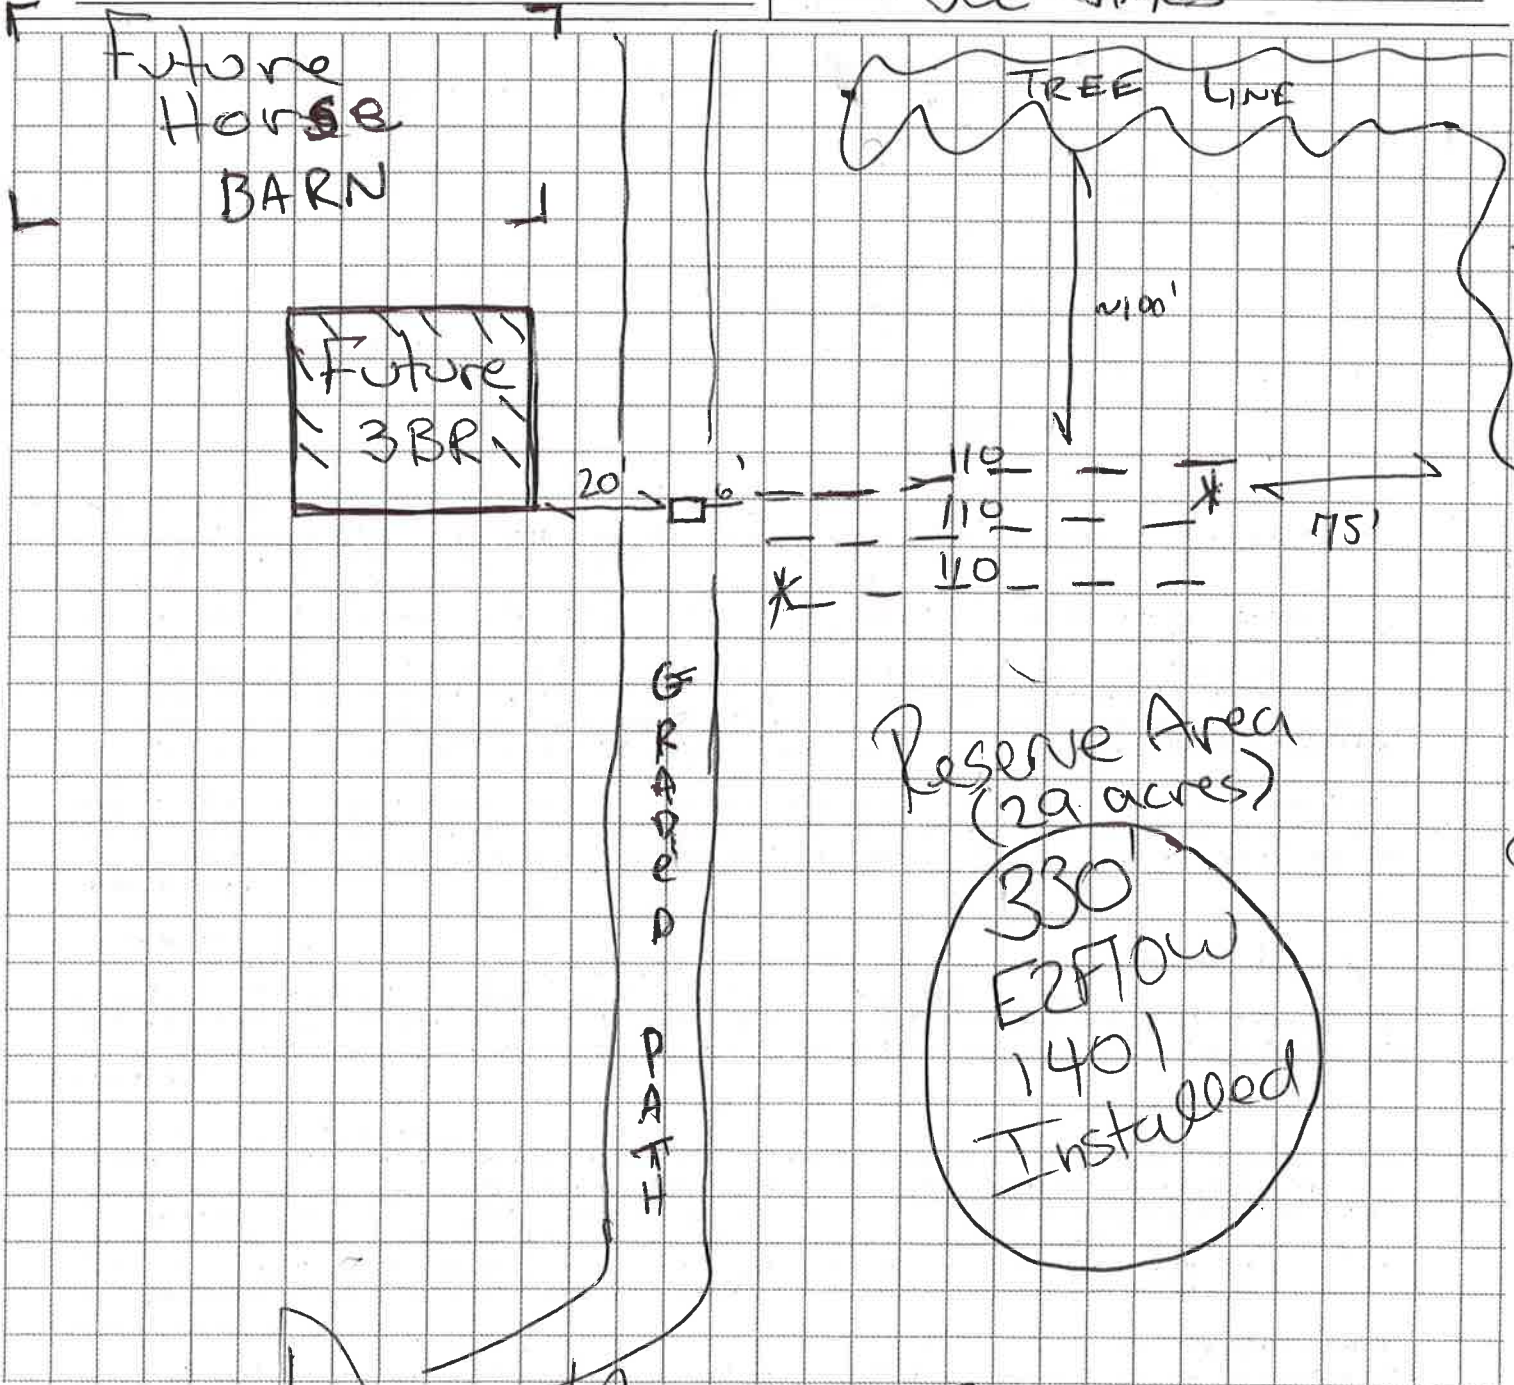 Future
Horse
BARN
TREE LINE
~100'
Future
3BR
20'
6'
110
110
110
75'
GRADeD PATH
Reserve Area
(29 acres)
330'
EZFlow
1401
Installed